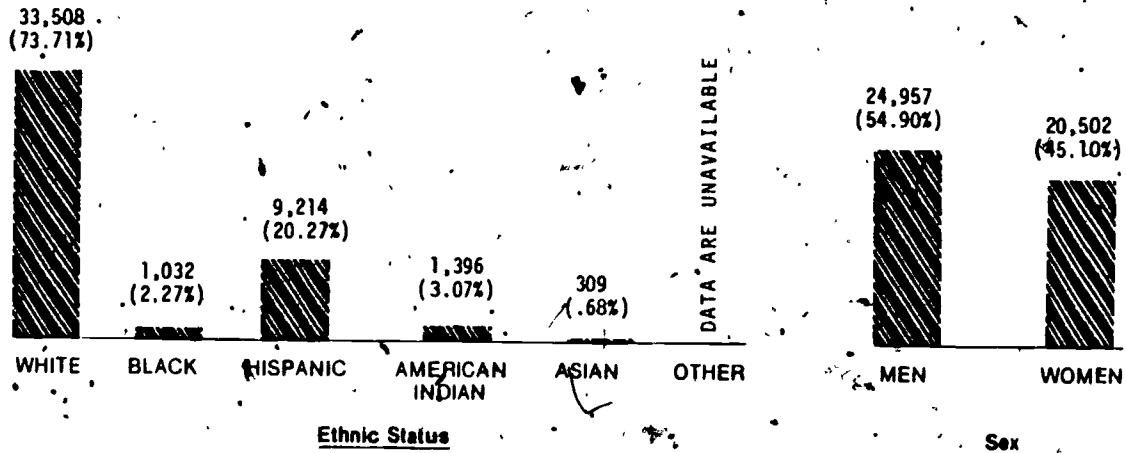 33,508
(73.71%)
1,032
(2.27%)
9,214
(20.27%)
1,396
(3.07%)
309
(.68%)
DATA ARE UNAVAILABLE
24,957
(54.90%)
20,502
(45.10%)
WHITE
BLACK
HISPANIC
AMERICAN
INDIAN
ASIAN
OTHER
MEN
WOMEN
Ethnic Status
Sex